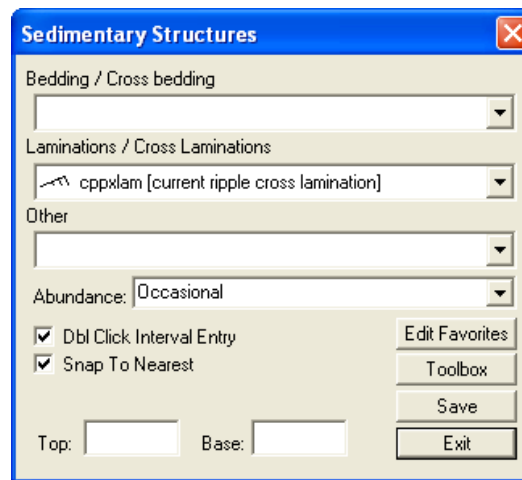 Sedimentary Structures
Bedding / Cross bedding
Laminations / Cross Laminations
cppxlam [current ripple cross lamination]
Other
Abundance: Occasional
Dbl Click Interval Entry
Edit Favorites
Snap To Nearest
Toolbox
Save
Top:
Base:
Exit